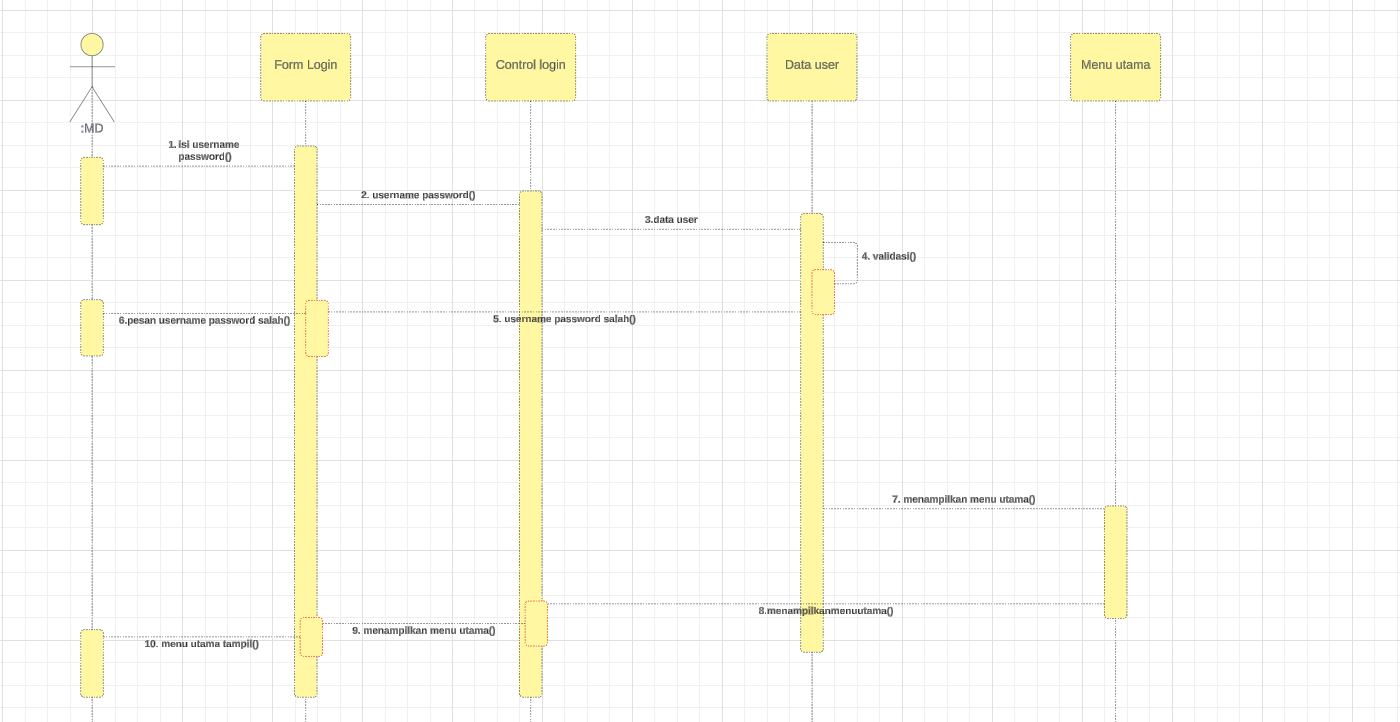 Form Login
Control login
Data user
Menu utama
:MD
1. isi username
password()
2. username password()
3.data user
4. validasi()
5. username password salah()
6.pesan username password salah()
7. menampilkan menu utama()
8.menampilkanmenuutama()
9. menampilkan menu utama()
10. menu utama tampil()